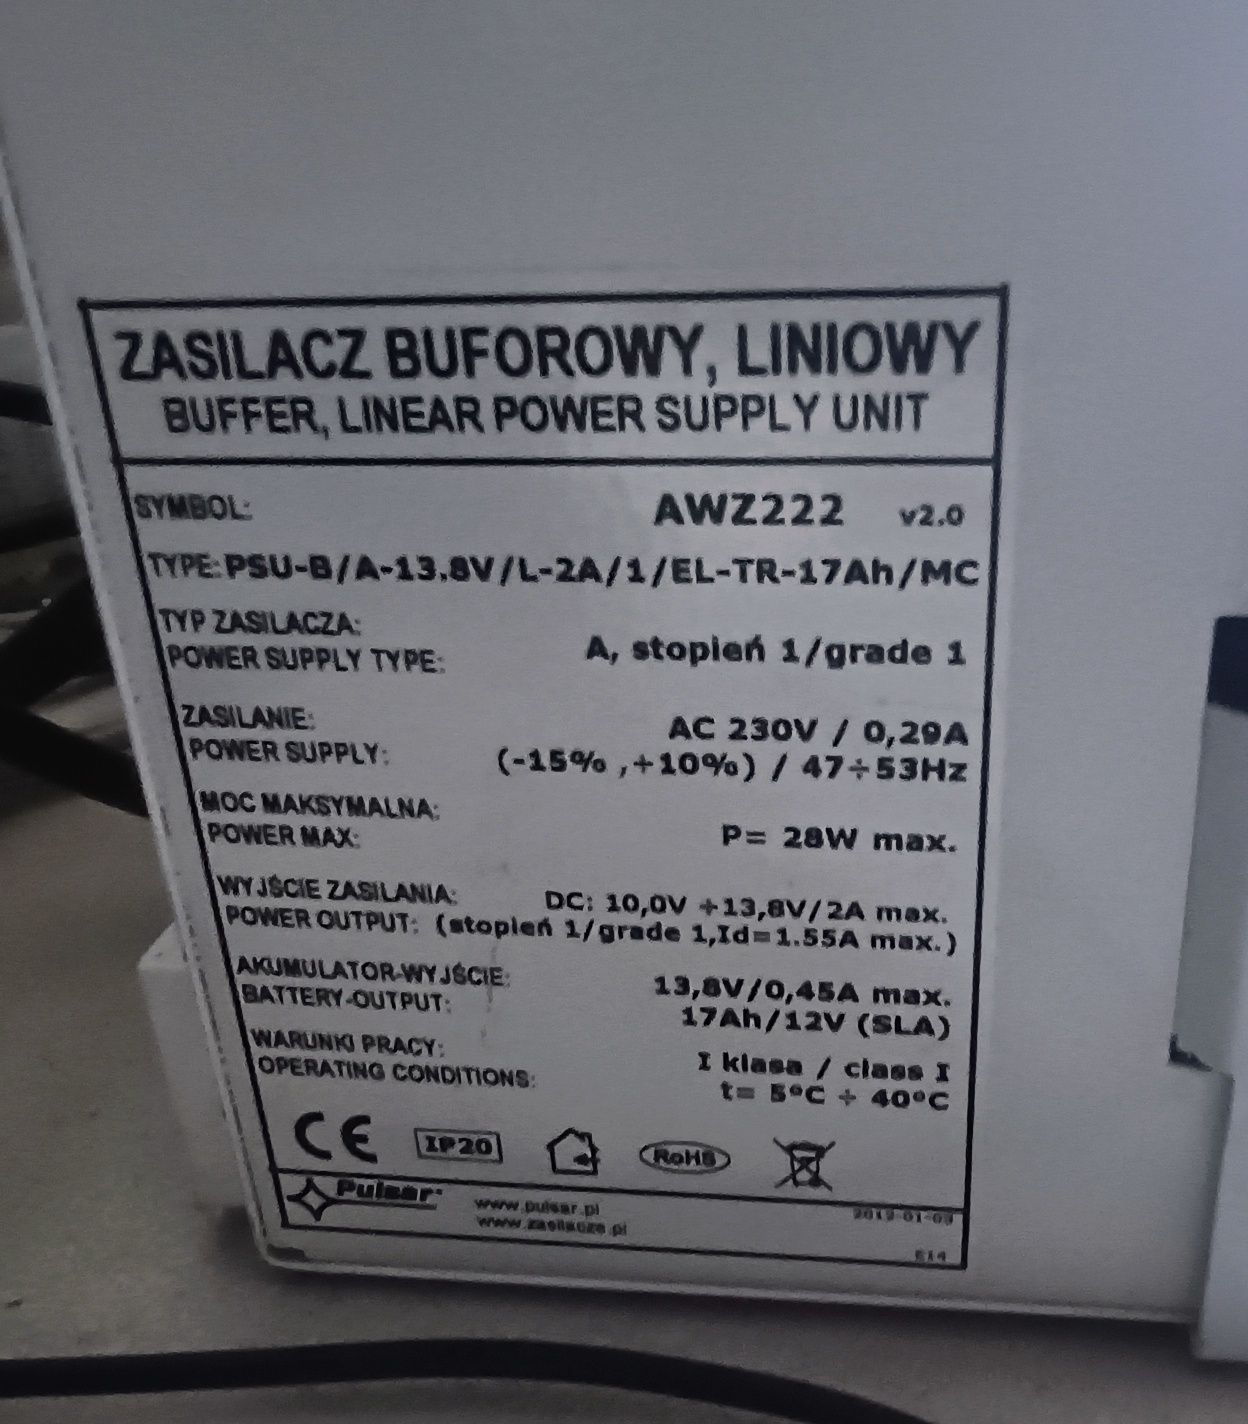 ZASILACZ BUFOROWY, LINIOWY
BUFFER, LINEAR POWER SUPPLY UNIT
SYMBOL: AWZ222 v2.0
TYPE: PSU-B/A-13.8V/L-2A/1/EL-TR-17Ah/MC
TYP ZASILACZA:
POWER SUPPLY TYPE: A, stopień 1/grade 1
ZASILANIE: AC 230V / 0,29A
POWER SUPPLY: (-15% ,+10%) / 47÷53Hz
MOC MAKSYMALNA:
POWER MAX: P= 28W max.
WYJŚCIE ZASILANIA: DC: 10,0V ÷13,8V/2A max.
POWER OUTPUT: (stopień 1/grade 1,Id=1.55A max.)
AKUMULATOR-WYJŚCIE: 13,8V/0,45A max.
BATTERY-OUTPUT: 17Ah/12V (SLA)
WARUNKI PRACY: I klasa / class I
OPERATING CONDITIONS: t= 5ºC ÷ 40ºC
CE IP20 RoHS
Pulsar
www.pulsar.pl
www.zasilacze.pl
E14